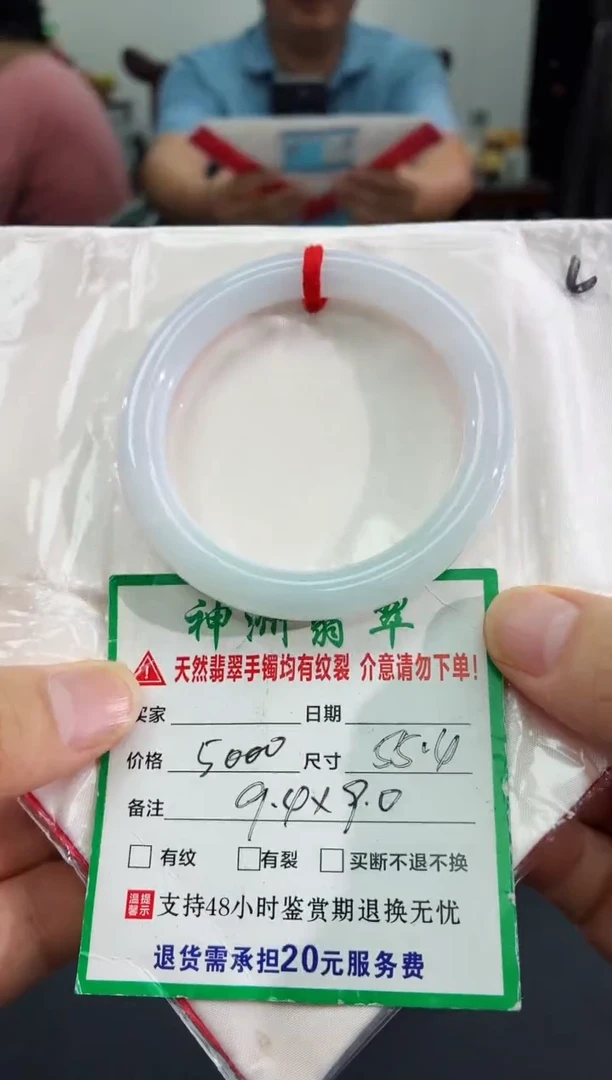 神洲翡翠
天然翡翠手镯均有纹裂 介意请勿下单!
买家 日期
价格 5000 尺寸 55.4
备注 9.4×8.0
有纹 有裂 买断不退不换
温馨提示 支持48小时鉴赏期退换无忧
退货需承担20元服务费